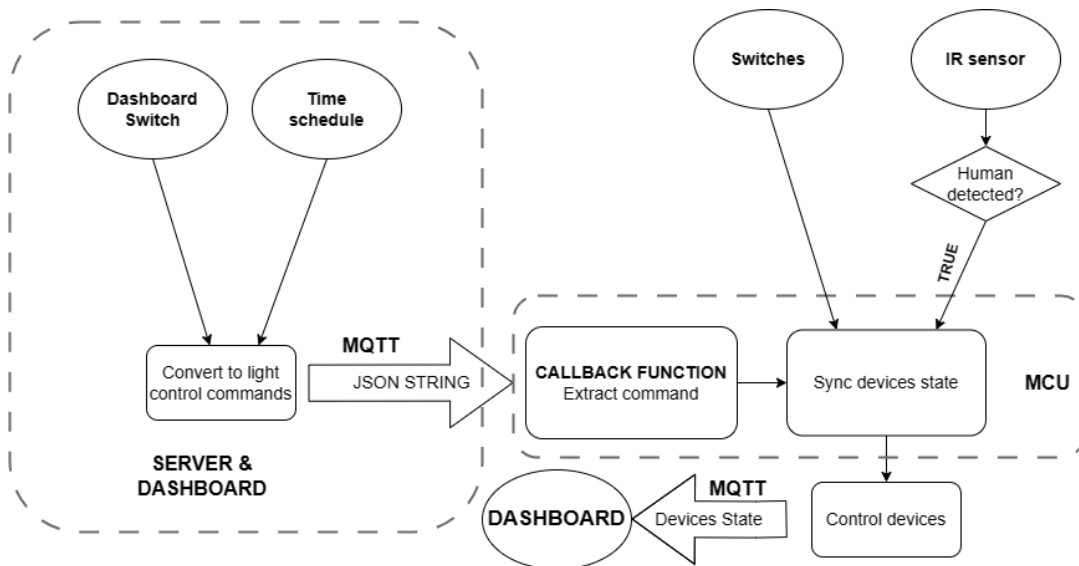 Dashboard
Switch
Time
schedule
Switches
IR sensor
Human
detected?
TRUE
Convert to light
control commands
MQTT
JSON STRING
CALLBACK FUNCTION
Extract command
Sync devices state
MCU
SERVER &
DASHBOARD
DASHBOARD
MQTT
Devices State
Control devices